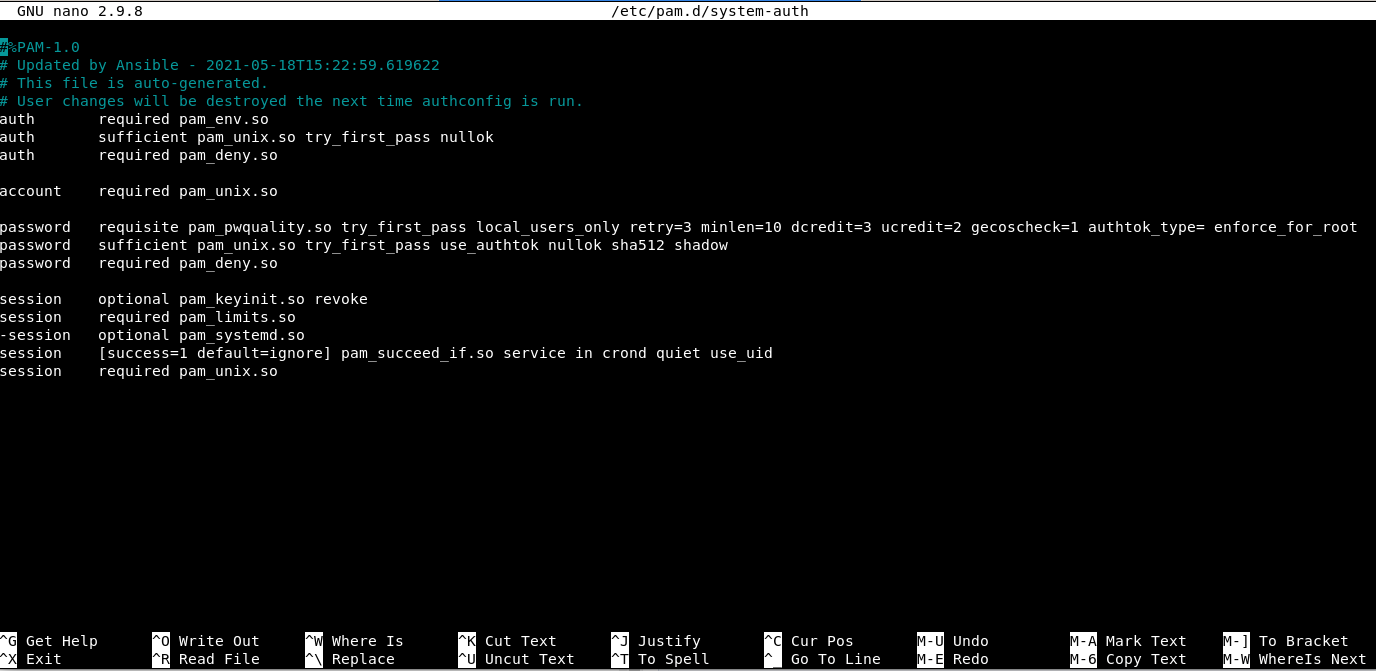 GNU nano 2.9.8 /etc/pam.d/system-auth
#%PAM-1.0
# Updated by Ansible - 2021-05-18T15:22:59.619622
# This file is auto-generated.
# User changes will be destroyed the next time authconfig is run.
auth       required pam_env.so
auth       sufficient pam_unix.so try_first_pass nullok
auth       required pam_deny.so
account    required pam_unix.so
password   requisite pam_pwquality.so try_first_pass local_users_only retry=3 minlen=10 dcredit=3 ucredit=2 gecoscheck=1 authtok_type= enforce_for_root
password   sufficient pam_unix.so try_first_pass use_authtok nullok sha512 shadow
password   required pam_deny.so
session    optional pam_keyinit.so revoke
session    required pam_limits.so
-session   optional pam_systemd.so
session    [success=1 default=ignore] pam_succeed_if.so service in crond quiet use_uid
session    required pam_unix.so
^G Get Help ^O Write Out ^W Where Is ^K Cut Text ^J Justify ^C Cur Pos M-U Undo M-A Mark Text M-] To Bracket
^X Exit ^R Read File ^\ Replace ^U Uncut Text ^T To Spell ^_ Go To Line M-E Redo M-6 Copy Text M-W WhereIs Next